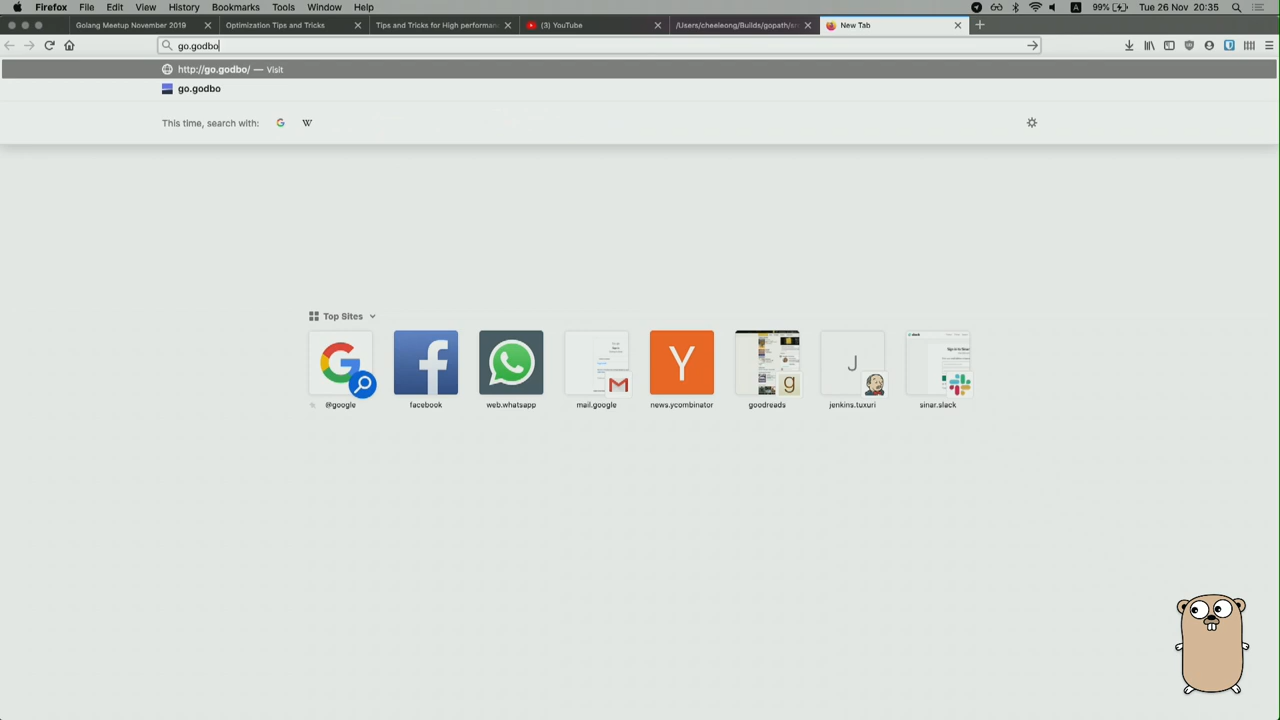 Firefox File Edit View History Bookmarks Tools Window Help A 99% Tue 26 Nov 20:35
Golang Meetup November 2019 Optimization Tips and Tricks Tips and Tricks for High performan (3) YouTube /Users/cheeleong/Builds/gopath/sr New Tab
go.godbo
http://go.godbo/ — Visit
go.godbo
This time, search with: W
Top Sites
@google facebook web.whatsapp mail.google news.ycombinator goodreads jenkins.tuxuri sinar.slack